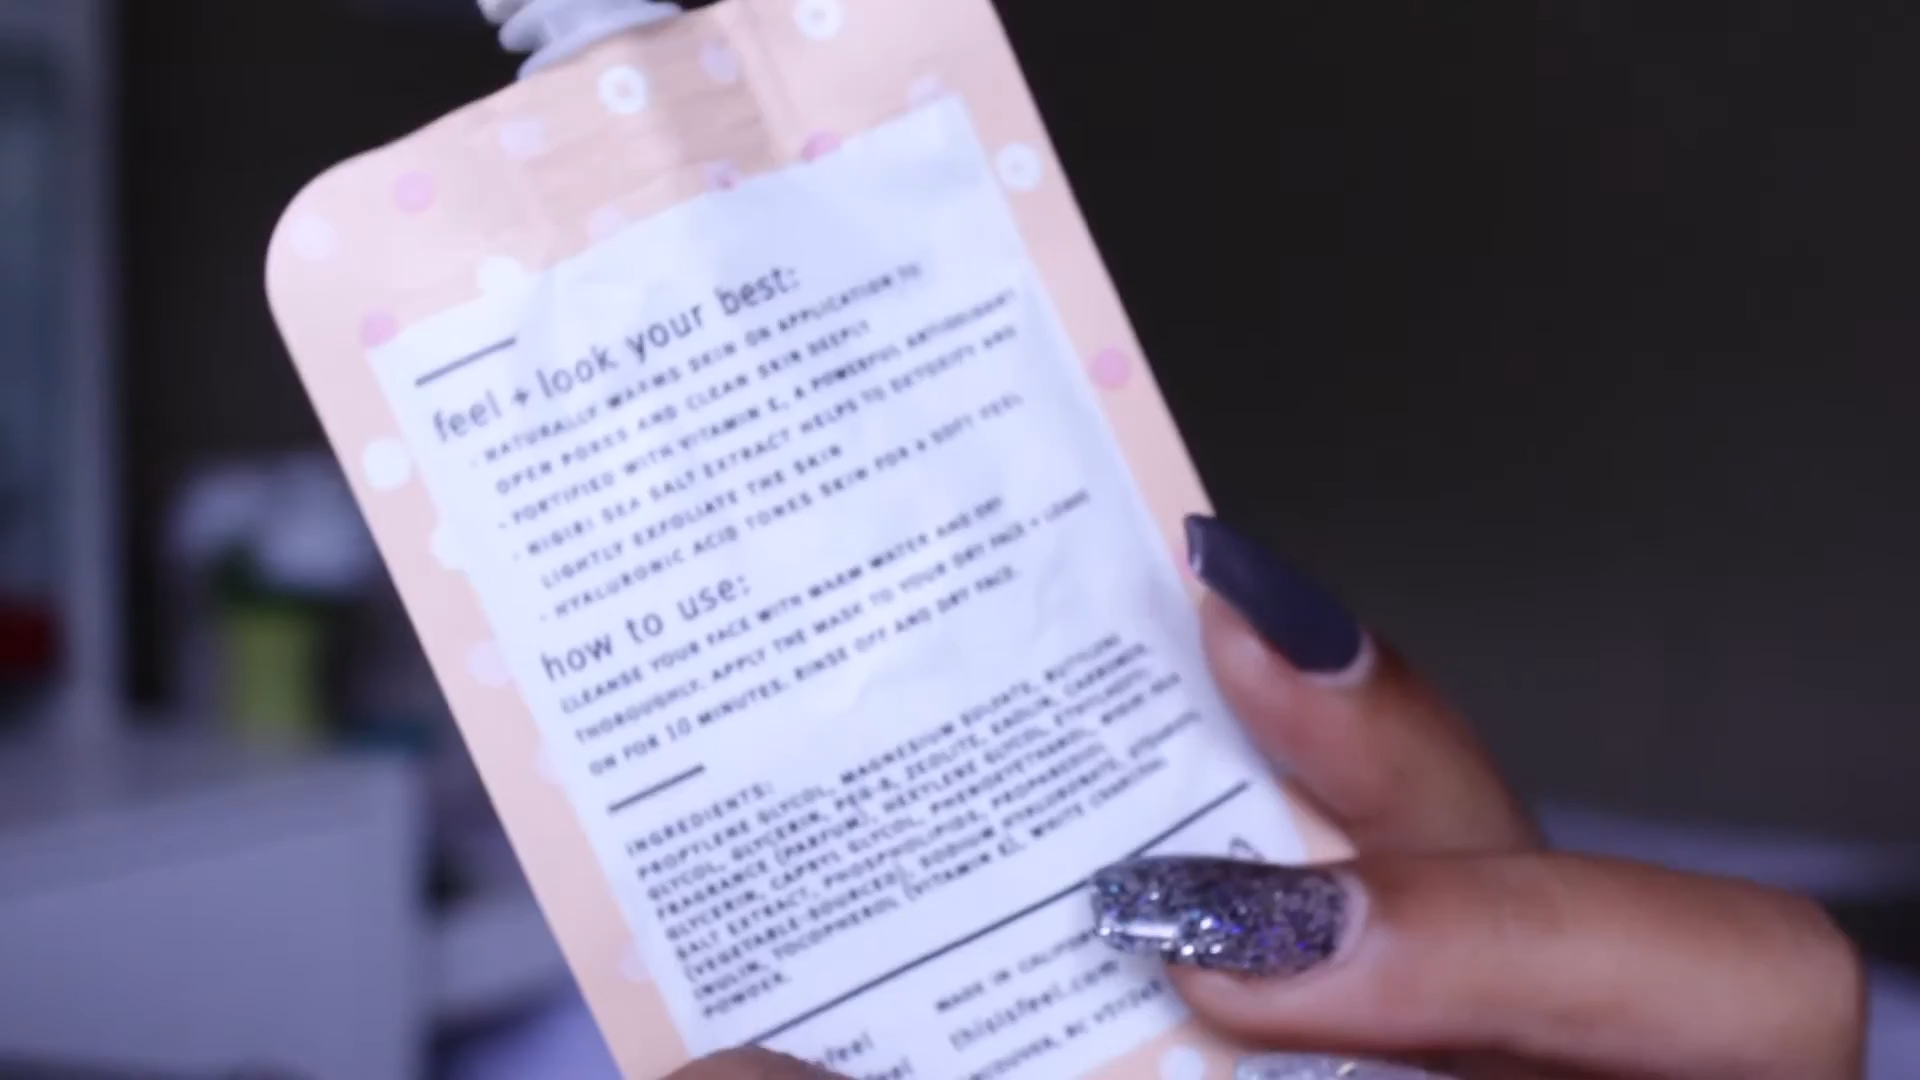 feel + look your best:
- NATURALLY WARMS SKIN ON APPLICATION TO
OPEN PORES AND CLEAN SKIN DEEPLY
- FORTIFIED WITH VITAMIN E, A POWERFUL ANTIOXIDANT
- NIGIRI SEA SALT EXTRACT HELPS TO DETOXIFY AND
LIGHTLY EXFOLIATE THE SKIN
- HYALURONIC ACID TONES SKIN FOR A SOFT FEEL
how to use:
CLEANSE YOUR FACE WITH WARM WATER AND DRY
THOROUGHLY. APPLY THE MASK TO YOUR DRY FACE + LEAVE
ON FOR 10 MINUTES. RINSE OFF AND DRY FACE.
INGREDIENTS:
PROPYLENE GLYCOL, MAGNESIUM SULFATE, BUTYLENE
GLYCOL, GLYCERIN, PEG-8, ZEOLITE, KAOLIN, CARBOMER,
FRAGRANCE (PARFUM), HEXYLENE GLYCOL,
GLYCERIN, CAPRYL GLYCOL, PHENOXYETHANOL,
SALT EXTRACT, PHOSPHOLIPIDS, PROPANEDIOL
(VEGETABLE-SOURCED), SODIUM HYALURONATE,
INULIN, TOCOPHEROL (VITAMIN E), WHITE CHARCOAL
POWDER.
MADE IN
thisisfeel.com